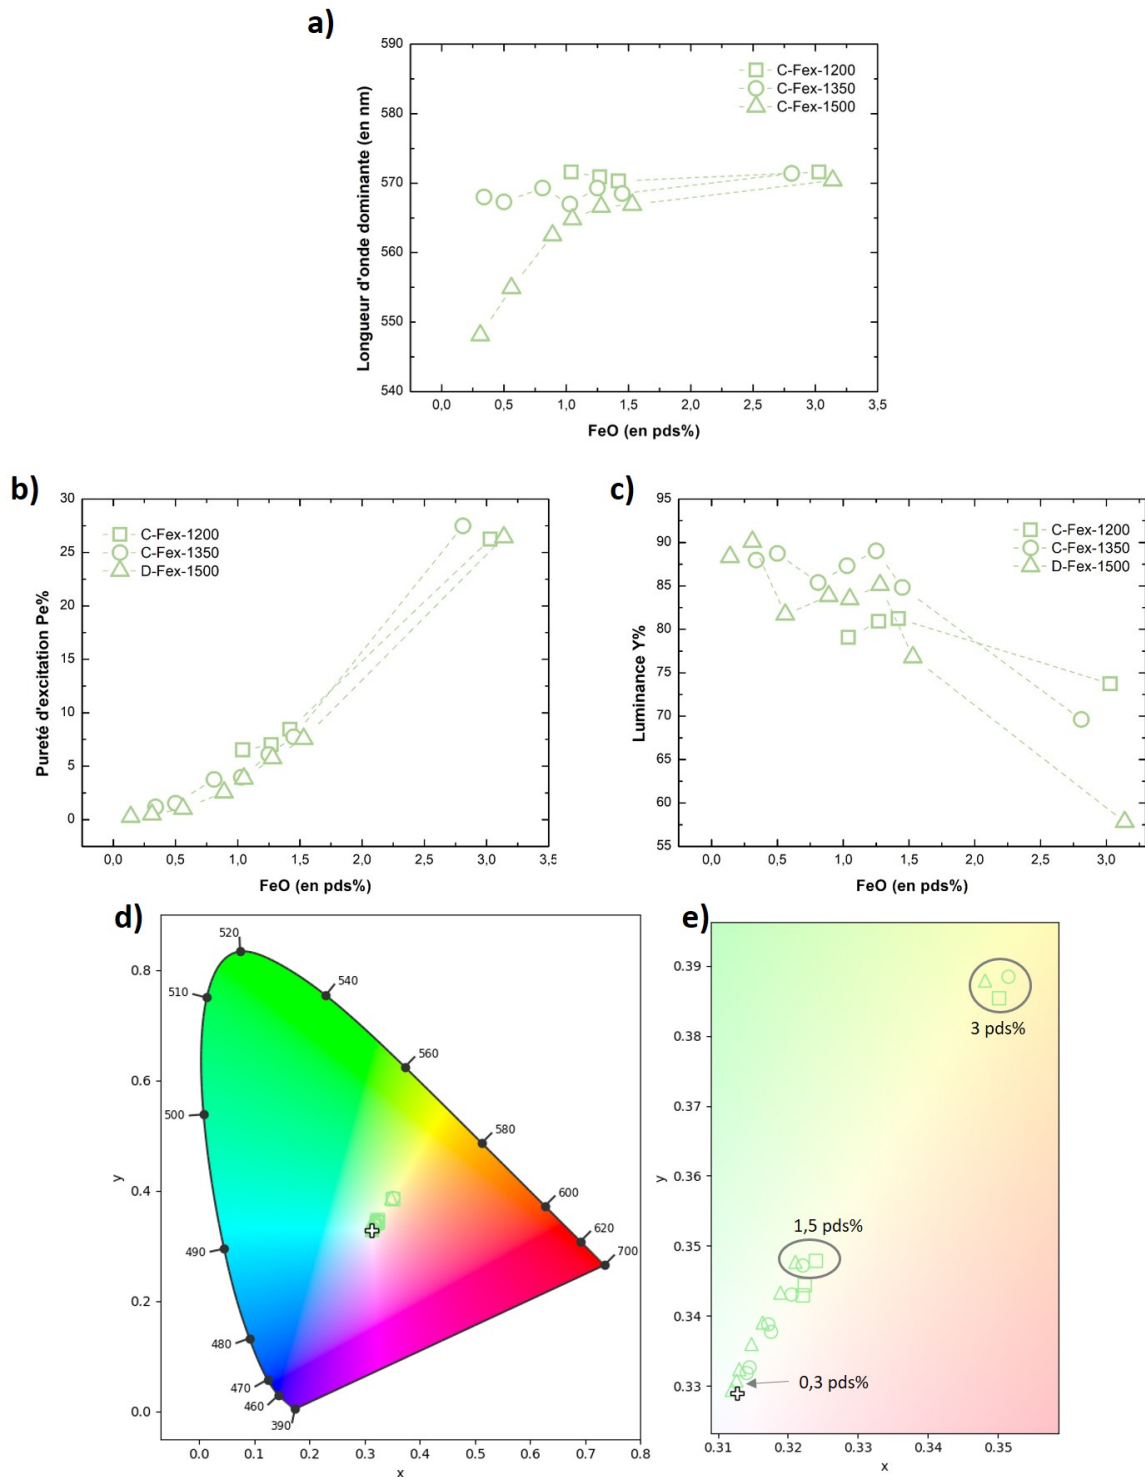 a)
590
580
570
560
550
540
Longueur d'onde dominante (en nm)
C-Fex-1200
C-Fex-1350
C-Fex-1500
0,0 0,5 1,0 1,5 2,0 2,5 3,0 3,5
FeO (en pds%)
b)
30
25
20
15
10
5
0
Pureté d'excitation Pe%
C-Fex-1200
C-Fex-1350
D-Fex-1500
0,0 0,5 1,0 1,5 2,0 2,5 3,0 3,5
FeO (en pds%)
c)
95
90
85
80
75
70
65
60
55
Luminance Y%
C-Fex-1200
C-Fex-1350
D-Fex-1500
0,0 0,5 1,0 1,5 2,0 2,5 3,0
FeO (en pds%)
d)
520
540
510
560
500
580
600
620
700
490
480
470
460
390
0.8
0.6
0.4
0.2
0.0
y
0.0 0.1 0.2 0.3 0.4 0.5 0.6 0.7 0.8
x
e)
0.39
0.38
0.37
0.36
0.35
0.34
0.33
y
3 pds%
1,5 pds%
0,3 pds%
0.31 0.32 0.33 0.34 0.35
x